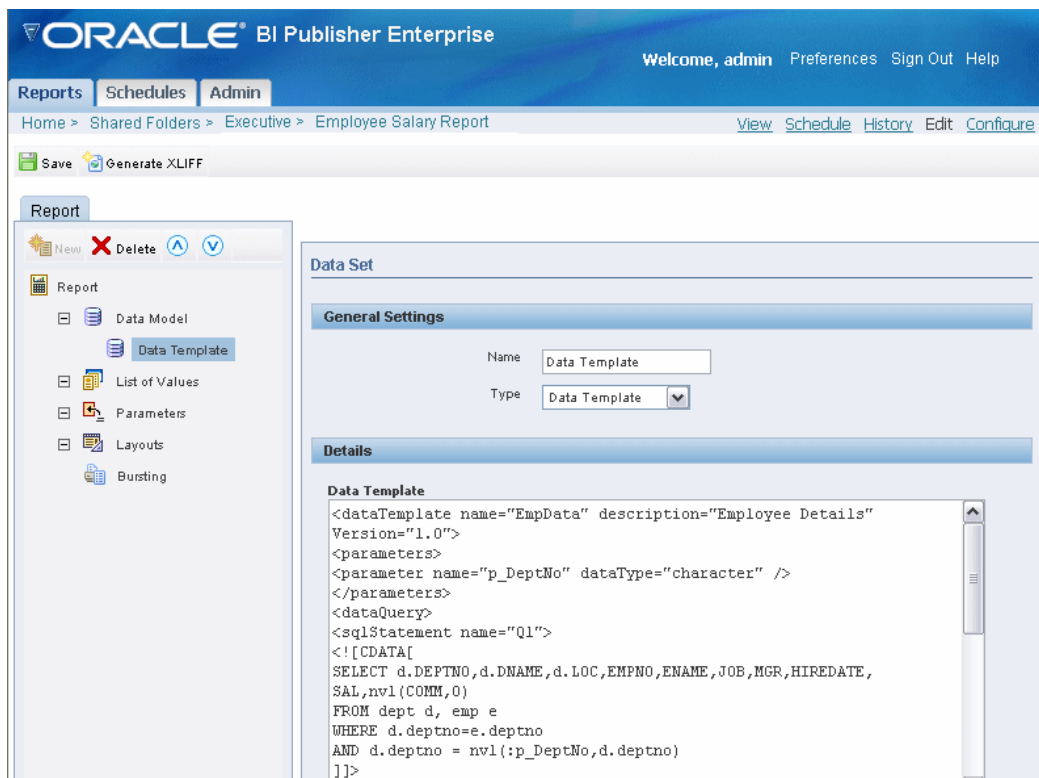 ORACLE® BI Publisher Enterprise
Welcome, admin Preferences Sign Out Help
Reports Schedules Admin
Home > Shared Folders > Executive > Employee Salary Report View Schedule History Edit Configure
Save Generate XLIFF
Report
New Delete
Report
Data Model
Data Template
List of Values
Parameters
Layouts
Bursting
Data Set
General Settings
Name Data Template
Type Data Template
Details
Data Template
<dataTemplate name="EmpData" description="Employee Details"
Version="1.0">
<parameters>
<parameter name="p_DeptNo" dataType="character" />
</parameters>
<dataQuery>
<sqlStatement name="Q1">
<![CDATA[
SELECT d.DEPTNO,d.DNAME,d.LOC,EMPNO,ENAME,JOB,MGR,HIREDATE,
SAL,nvl(COMM,0)
FROM dept d, emp e
WHERE d.deptno=e.deptno
AND d.deptno = nvl(:p_DeptNo,d.deptno)
]]>